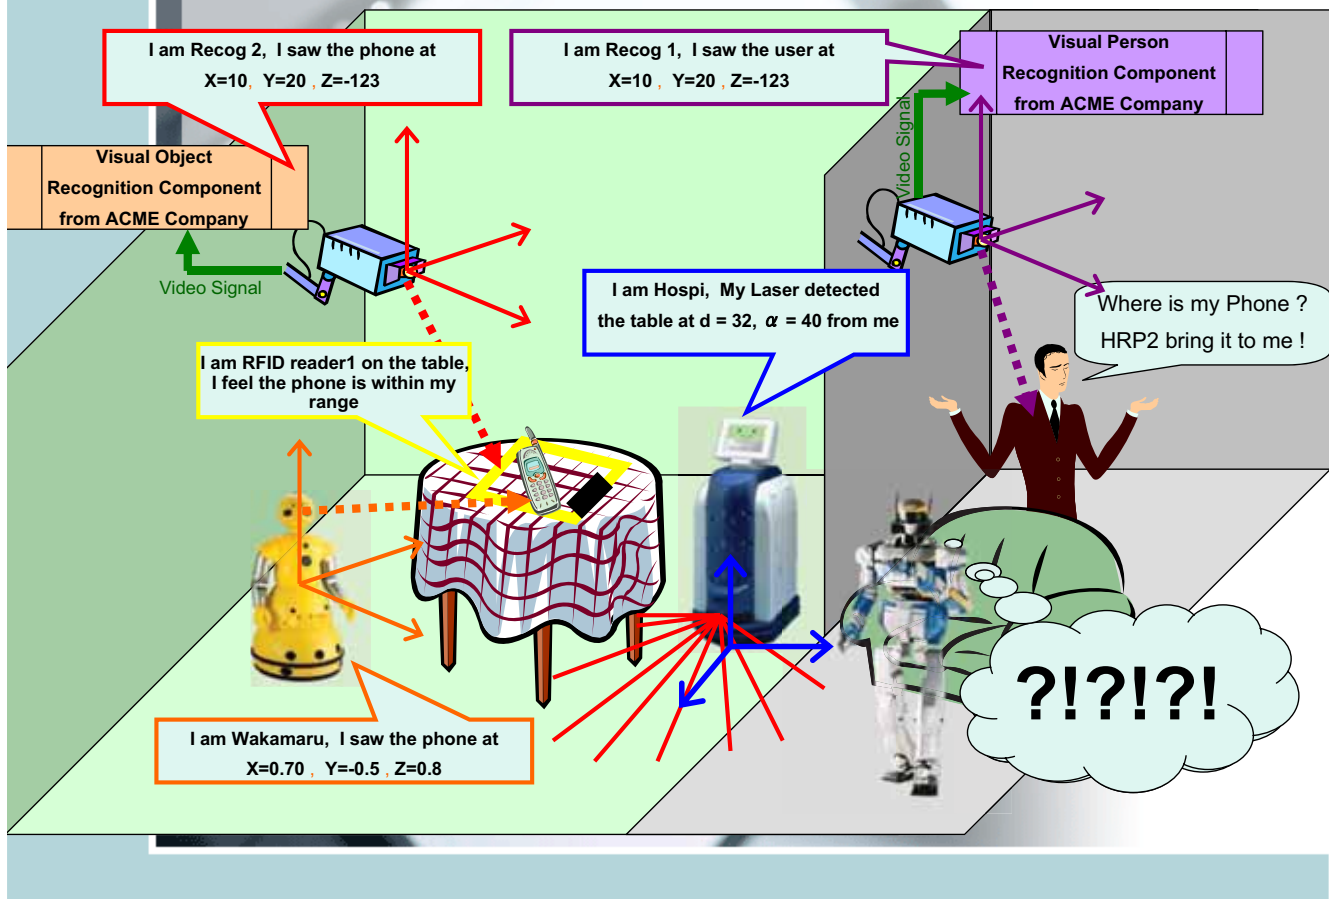 I am Recog 2,  I saw the phone at
X=10,  Y=20 , Z=-123
I am Recog 1,  I saw the user at
X=10 ,  Y=20 , Z=-123
Visual Person
Recognition Component
from ACME Company
Video Signal
Visual Object
Recognition Component
from ACME Company
Video Signal
I am Hospi,  My Laser detected
the table at d = 32,  α = 40 from me
Where is my Phone ?
HRP2 bring it to me !
I am RFID reader1 on the table,
I feel the phone is within my
range
?!?!?!
I am Wakamaru,  I saw the phone at
X=0.70 ,  Y=-0.5 , Z=0.8